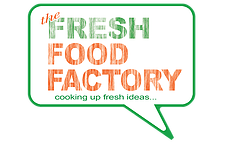 the
FRESH
FOOD
FACTORY
cooking up fresh ideas...